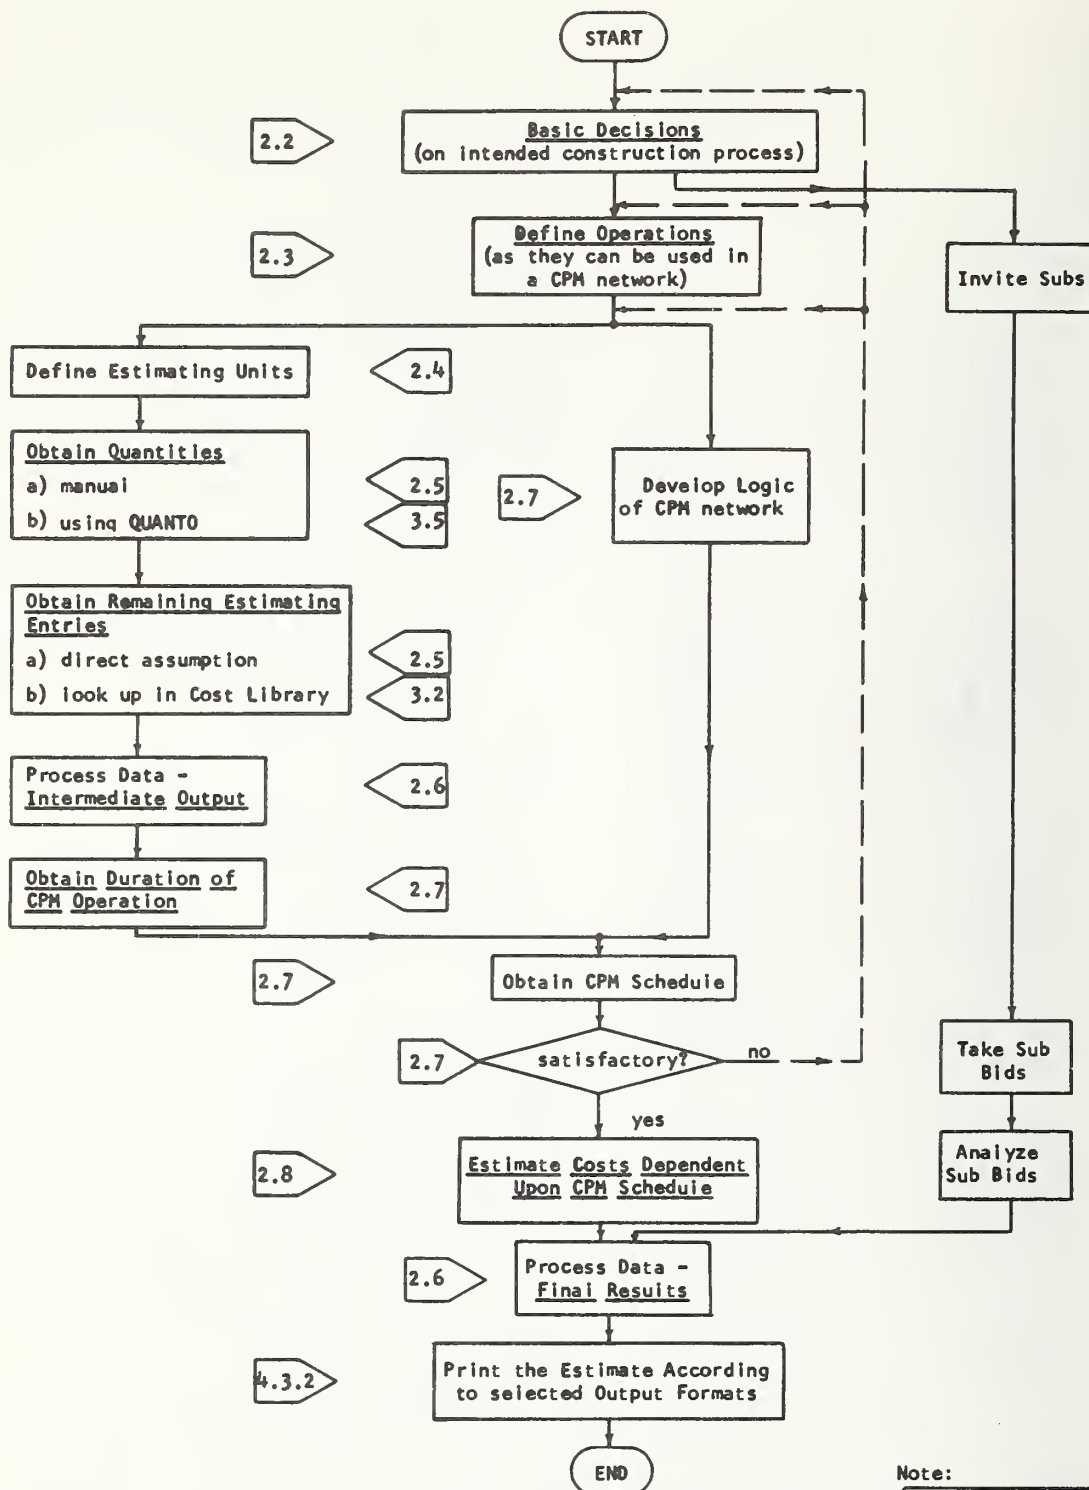 START
2.2
Basic Decisions
(on intended construction process)
2.3
Define Operations
(as they can be used in
a CPM network)
Invite Subs
Define Estimating Units
2.4
Obtain Quantities
a) manual
b) using QUANTO
2.5
3.5
2.7
Develop Logic
of CPM network
Obtain Remaining Estimating
Entries
a) direct assumption
b) look up in Cost Library
2.5
3.2
Process Data -
Intermediate Output
2.6
Obtain Duration of
CPM Operation
2.7
2.7
Obtain CPM Schedule
2.7
satisfactory?
no
yes
Take Sub
Bids
Analyze
Sub Bids
2.8
Estimate Costs Dependent
Upon CPM Schedule
2.6
Process Data -
Final Results
4.3.2
Print the Estimate According
to selected Output Formats
END
Note: